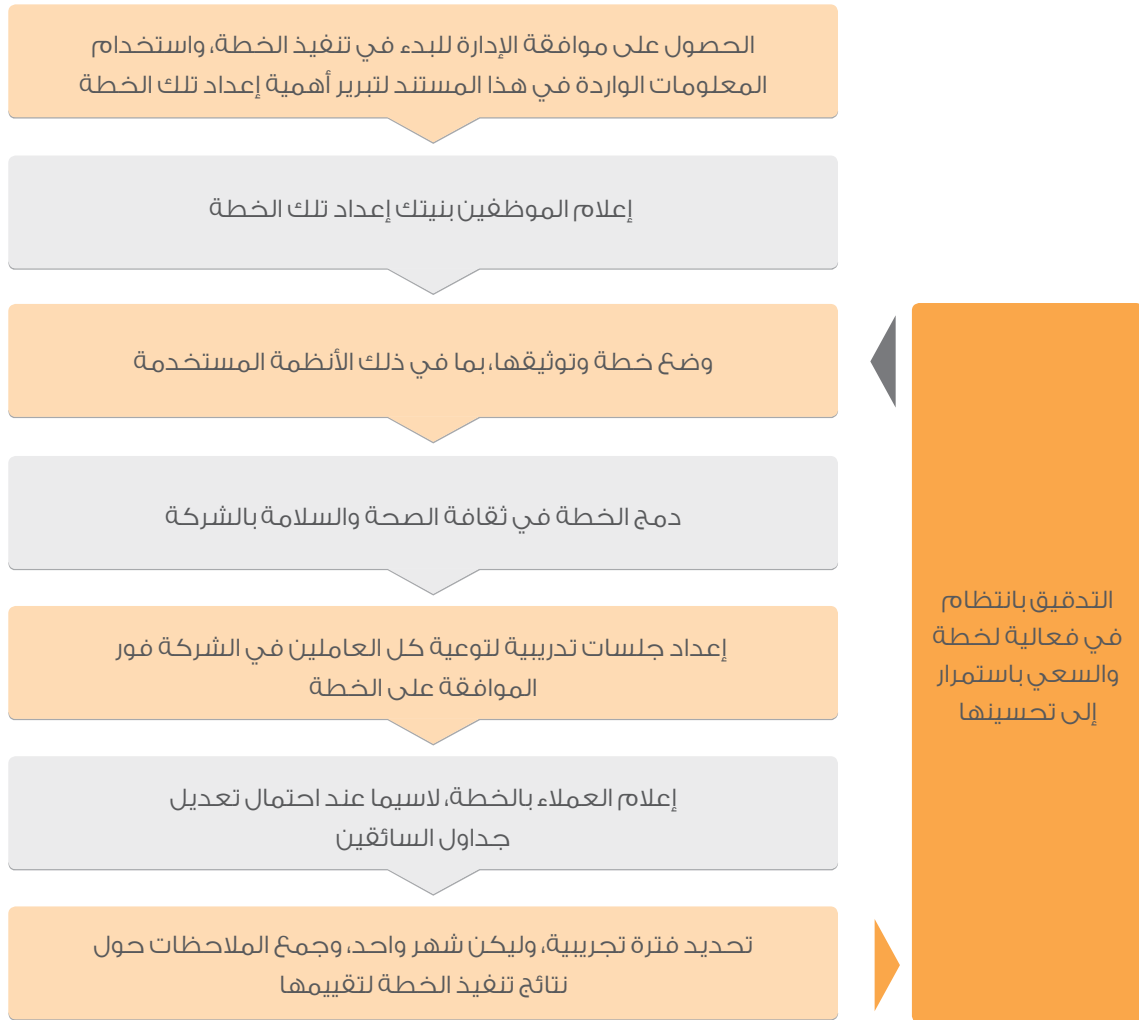 الحصول على موافقة الإدارة للبدء في تنفيذ الخطة، واستخدام
المعلومات الواردة في هذا المستند لتبرير أهمية إعداد تلك الخطة
إعلام الموظفين بنيتك إعداد تلك الخطة
وضع خطة وتوثيقها، بما في ذلك الأنظمة المستخدمة
دمج الخطة في ثقافة الصحة والسلامة بالشركة
إعداد جلسات تدريبية لتوعية كل العاملين في الشركة فور
الموافقة على الخطة
إعلام العملاء بالخطة، لاسيما عند احتمال تعديل
جداول السائقين
تحديد فترة تجريبية، وليكن شهر واحد، وجمع الملاحظات حول
نتائج تنفيذ الخطة لتقييمها
التدقيق بانتظام
في فعالية لخطة
والسعي باستمرار
إلى تحسينها